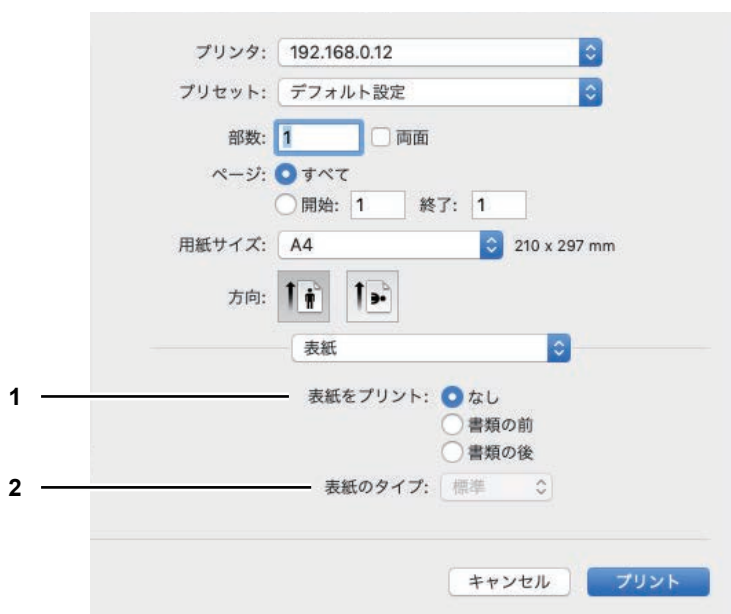 プリンタ: 192.168.0.12
プリセット: デフォルト設定
部数: 1 両面
ページ: すべて
開始: 1 終了: 1
用紙サイズ: A4 210 x 297 mm
方向:
表紙
1 表紙をプリント: なし
書類の前
書類の後
2 表紙のタイプ: 標準
キャンセル プリント